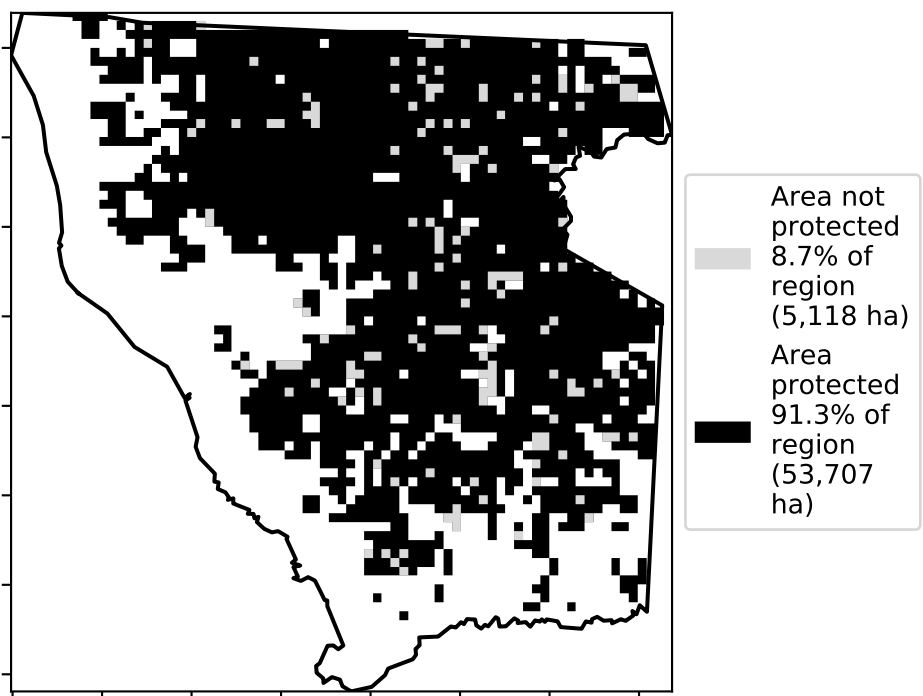 Area not
protected
8.7% of
region
(5,118 ha)
Area
protected
91.3% of
region
(53,707
ha)